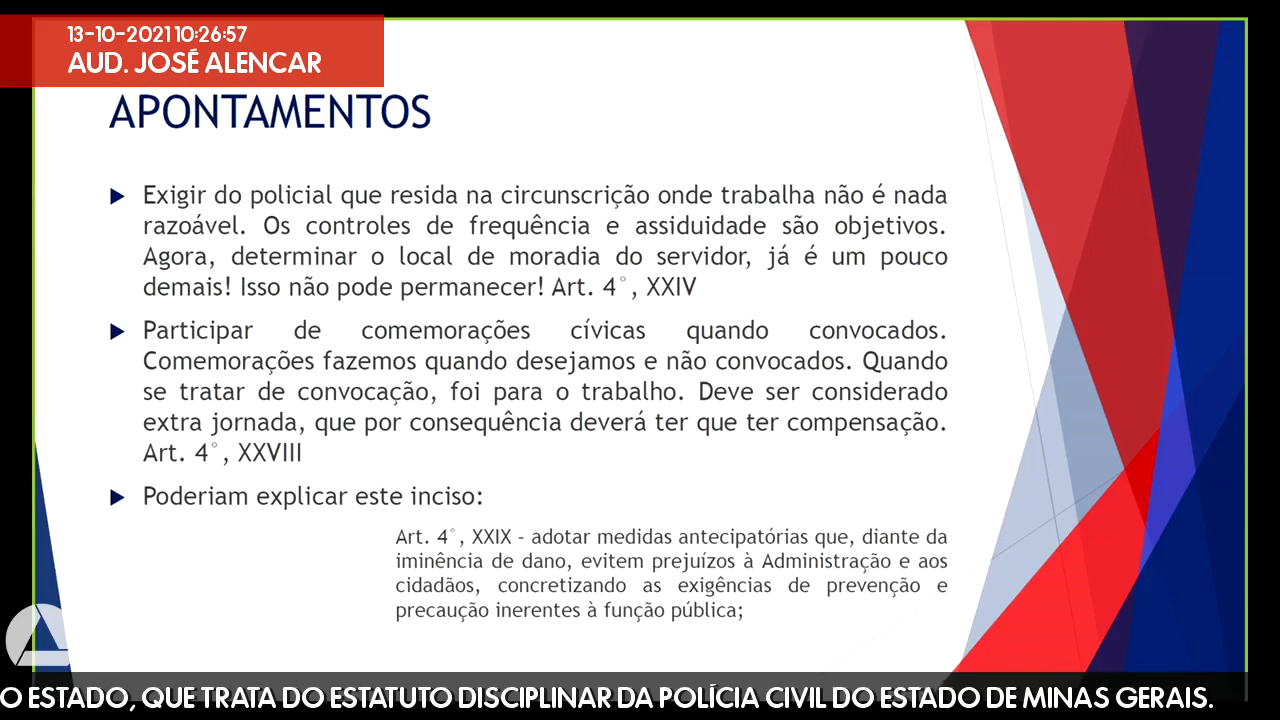 13-10-2021 10:26:57
AUD. JOSÉ ALENCAR
APONTAMENTOS
Exigir do policial que resida na circunscrição onde trabalha não é nada
razoável. Os controles de frequência e assiduidade são objetivos.
Agora, determinar o local de moradia do servidor, já é um pouco
demais! Isso não pode permanecer! Art. 4°, XXIV
Participar de comemorações cívicas quando convocados.
Comemorações fazemos quando desejamos e não convocados. Quando
se tratar de convocação, foi para o trabalho. Deve ser considerado
extra jornada, que por consequência deverá ter que ter compensação.
Art. 4°, XXVIII
Poderiam explicar este inciso:
Art. 4°, XXIX – adotar medidas antecipatórias que, diante da
iminência de dano, evitem prejuízos à Administração e aos
cidadãos, concretizando as exigências de prevenção e
precaução inerentes à função pública;
O ESTADO, QUE TRATA DO ESTATUTO DISCIPLINAR DA POLÍCIA CIVIL DO ESTADO DE MINAS GERAIS.